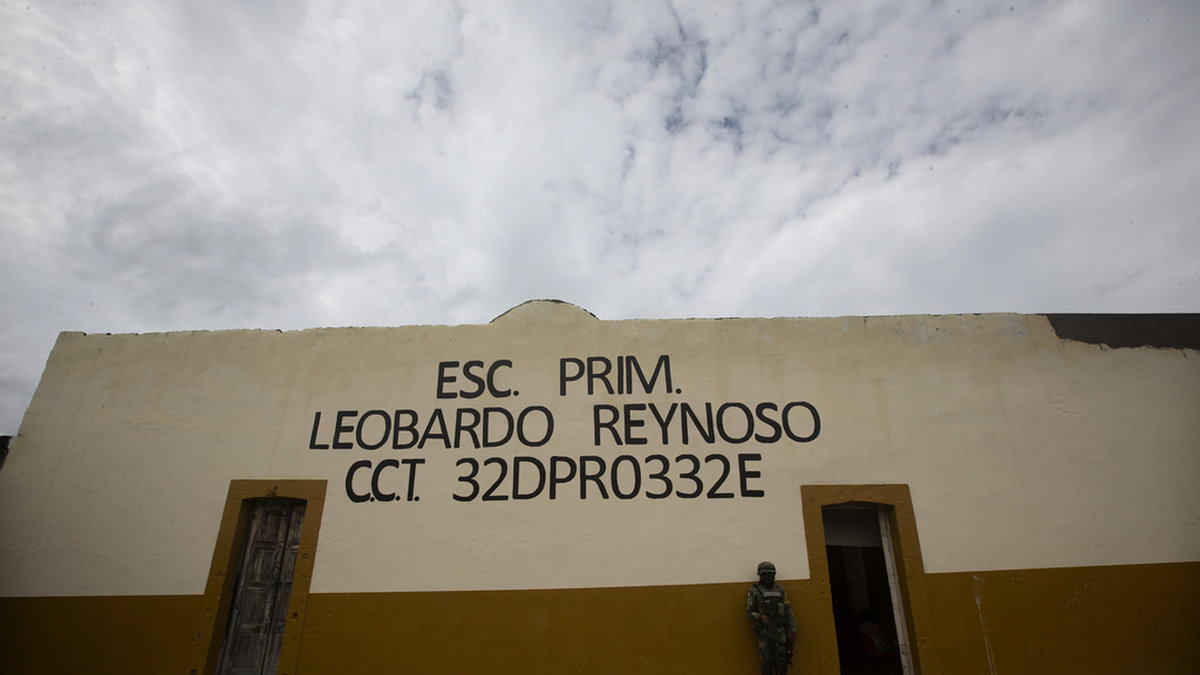 ESC. PRIM.
LEOBARDO REYNOSO
C.C.T. 32DPR0332E